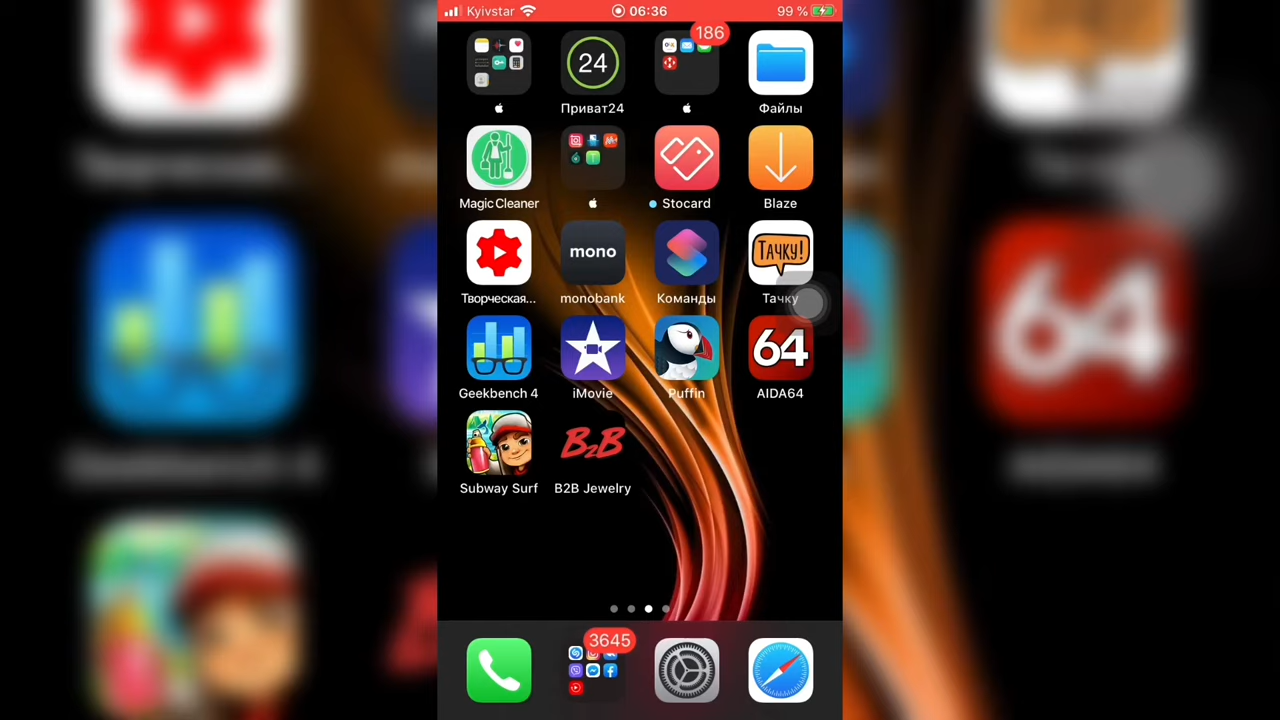 Kyivstar 06:36 99 %
186
24
Приват24 Файлы
Magic Cleaner Stocard Blaze
mono ТАЧКУ!
Творческая... monobank Команды Тачку
64
Geekbench 4 iMovie Puffin AIDA64
B2B
Subway Surf B2B Jewelry
3645